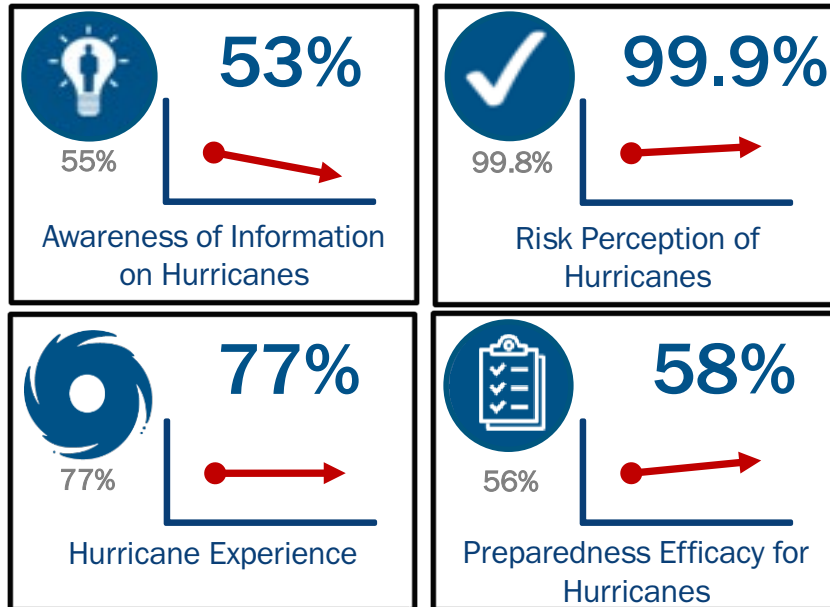 53%
55%
Awareness of Information
on Hurricanes
99.9%
99.8%
Risk Perception of
Hurricanes
77%
77%
Hurricane Experience
58%
56%
Preparedness Efficacy for
Hurricanes